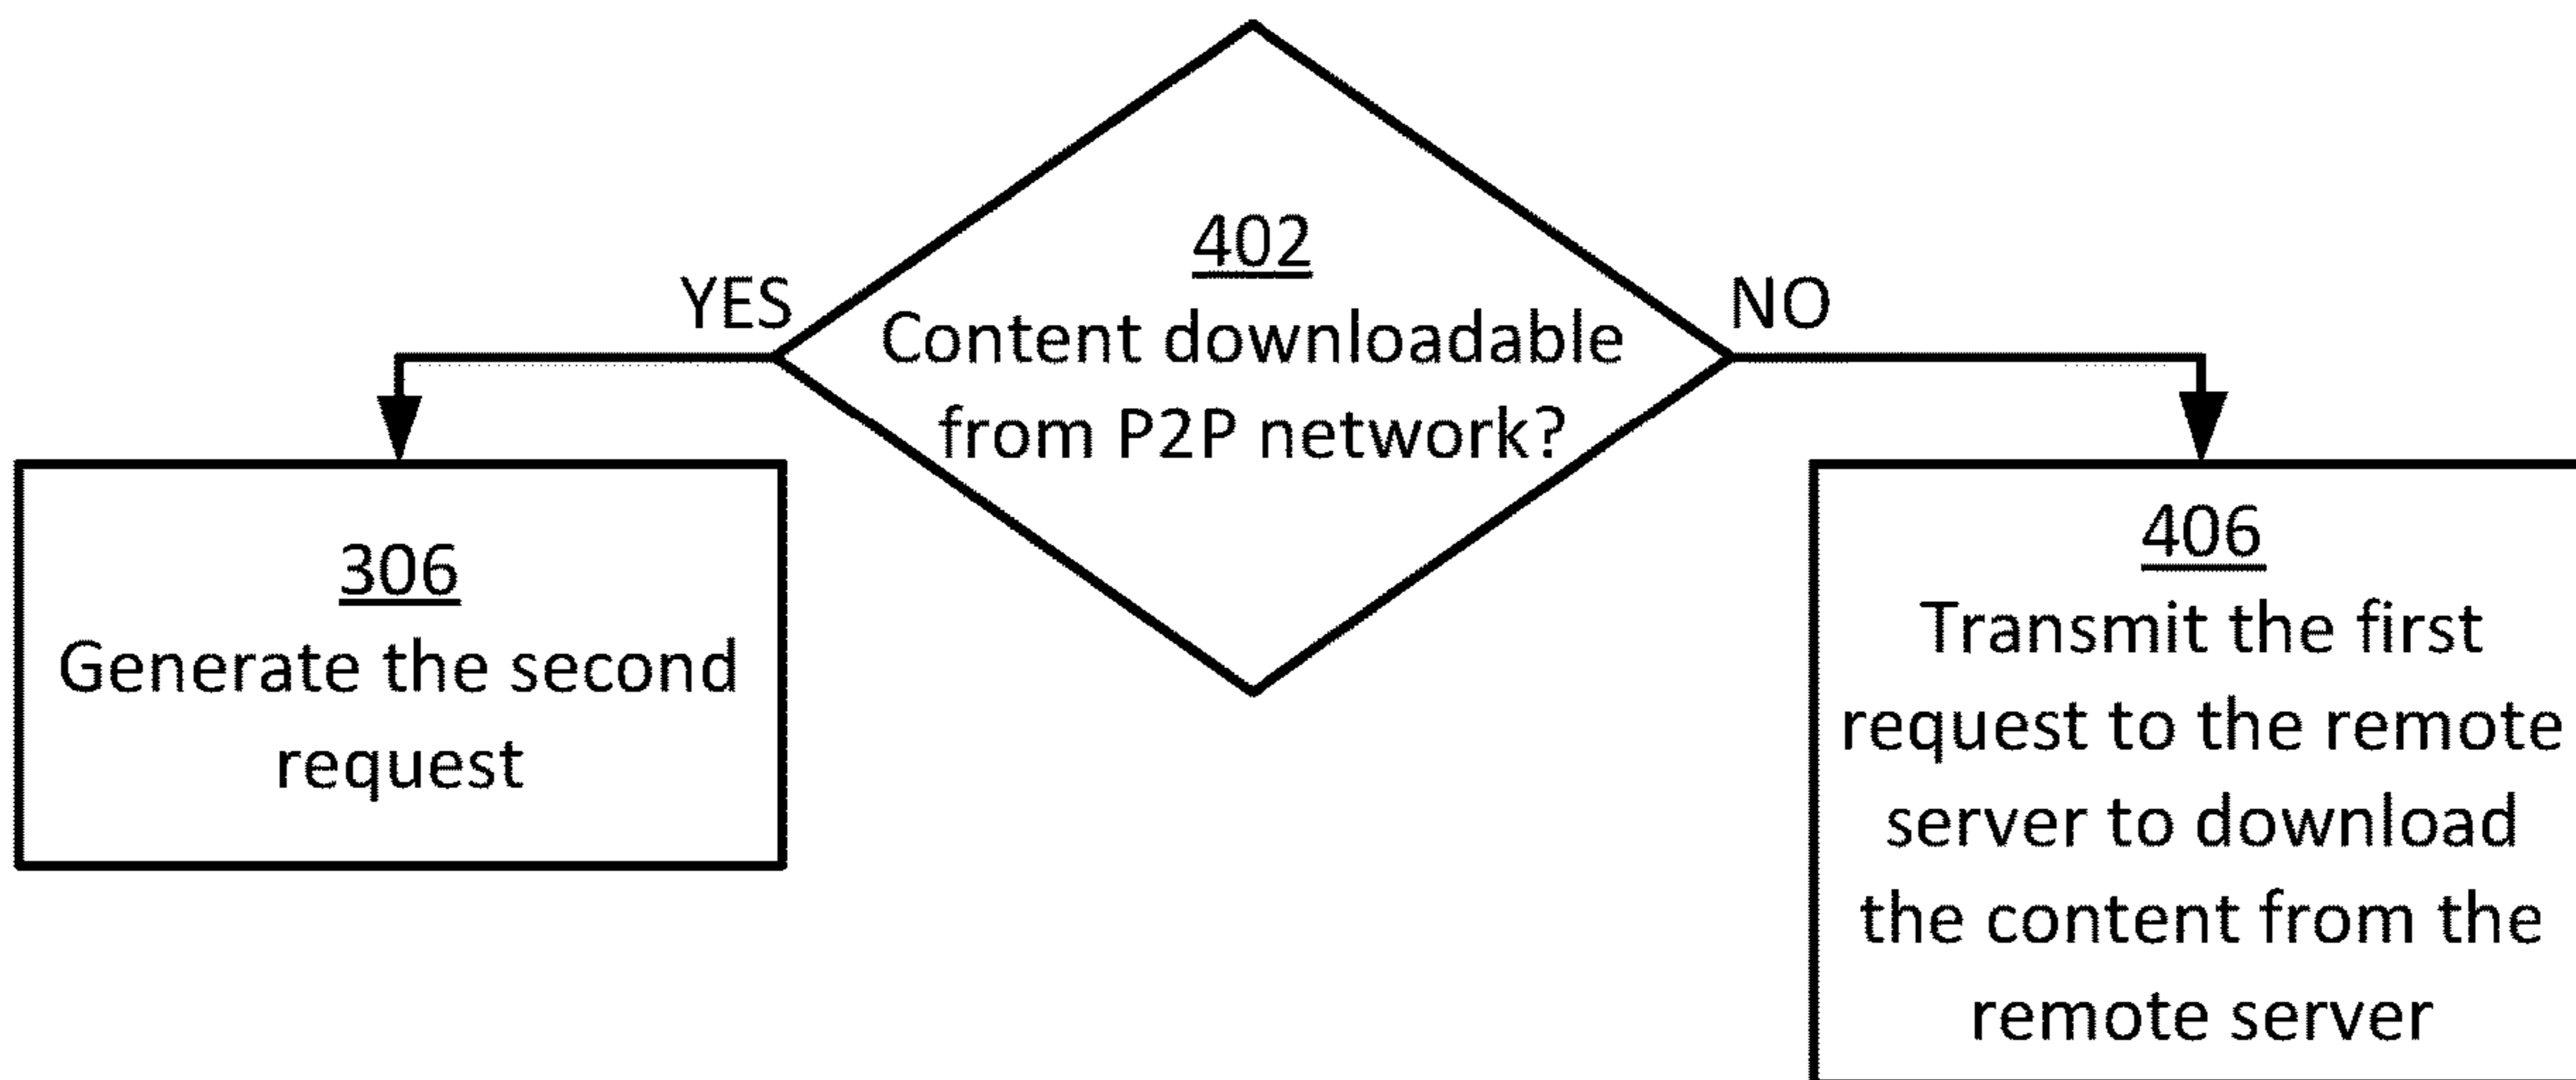 402
Content downloadable
from P2P network?
YES
NO
306
Generate the second
request
406
Transmit the first
request to the remote
server to download
the content from the
remote server